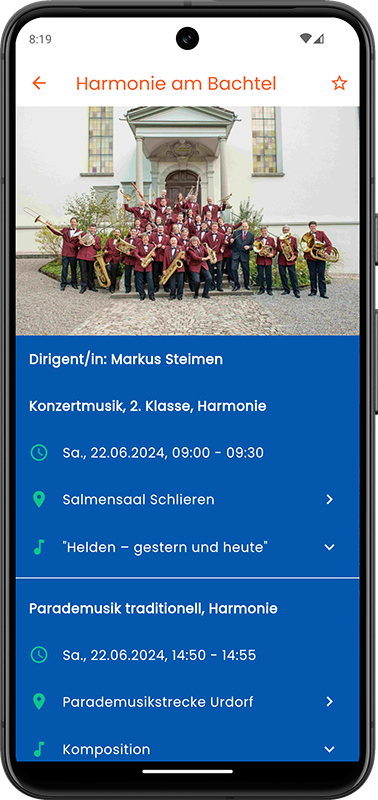 8:19
Harmonie am Bachtel
Dirigent/in: Markus Steimen
Konzertmusik, 2. Klasse, Harmonie
Sa., 22.06.2024, 09:00 - 09:30
Salmensaal Schlieren
"Helden – gestern und heute"
Parademusik traditionell, Harmonie
Sa., 22.06.2024, 14:50 - 14:55
Parademusikstrecke Urdorf
Komposition